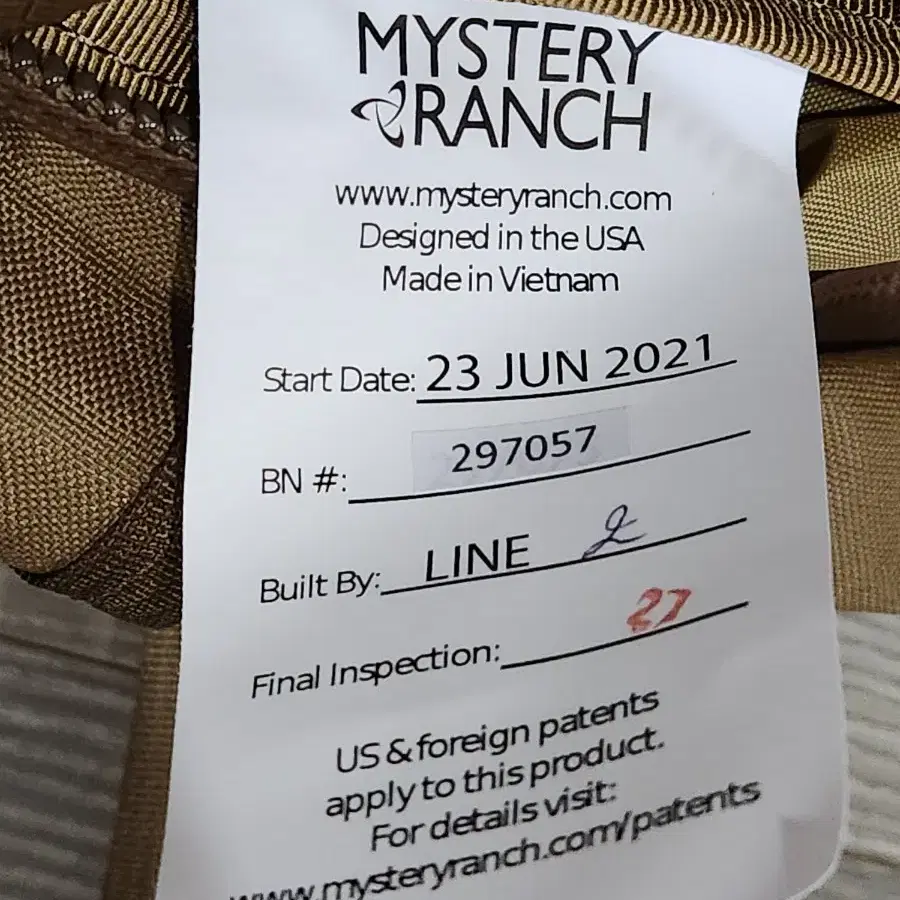 MYSTERY
RANCH
www.mysteryranch.com
Designed in the USA
Made in Vietnam
Start Date: 23 JUN 2021
BN #: 297057
Built By: LINE 2
Final Inspection: 27
US & foreign patents
apply to this product.
For details visit:
www.mysteryranch.com/patents